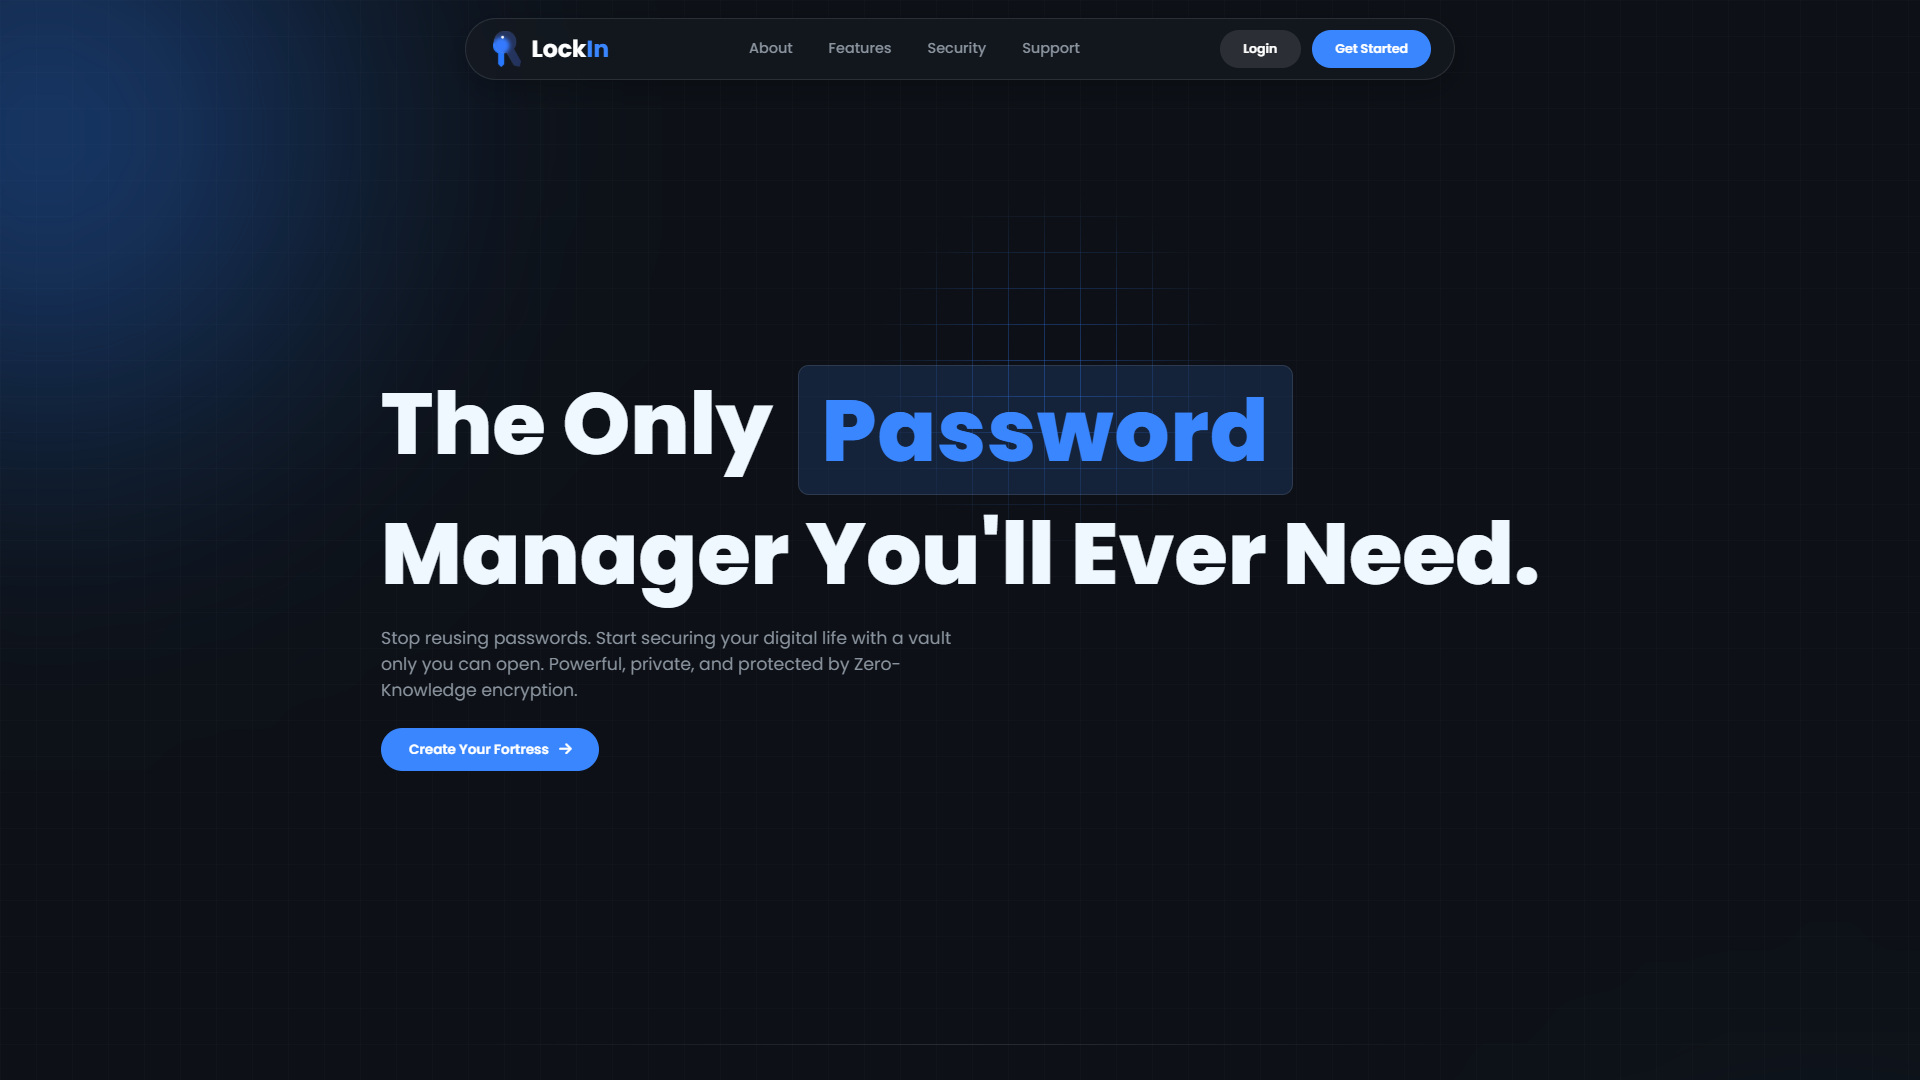 LockIn
About
Features
Security
Support
Login
Get Started
The Only Password
Manager You'll Ever Need.
Stop reusing passwords. Start securing your digital life with a vault
only you can open. Powerful, private, and protected by Zero-
Knowledge encryption.
Create Your Fortress →